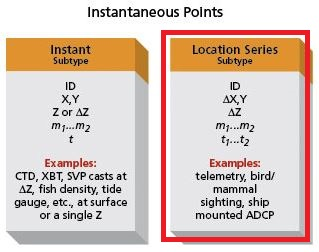 Instantaneous Points
Instant
Subtype
ID
X,Y
Z or ΔZ
m₁...m₂
t
Examples:
CTD, XBT, SVP casts at
ΔZ, fish density, tide
gauge, etc., at surface
or a single Z
Location Series
Subtype
ID
ΔX,Y
ΔZ
m₁...m₂
t₁...t₂
Examples:
telemetry, bird/
mammal
sighting, ship
mounted ADCP